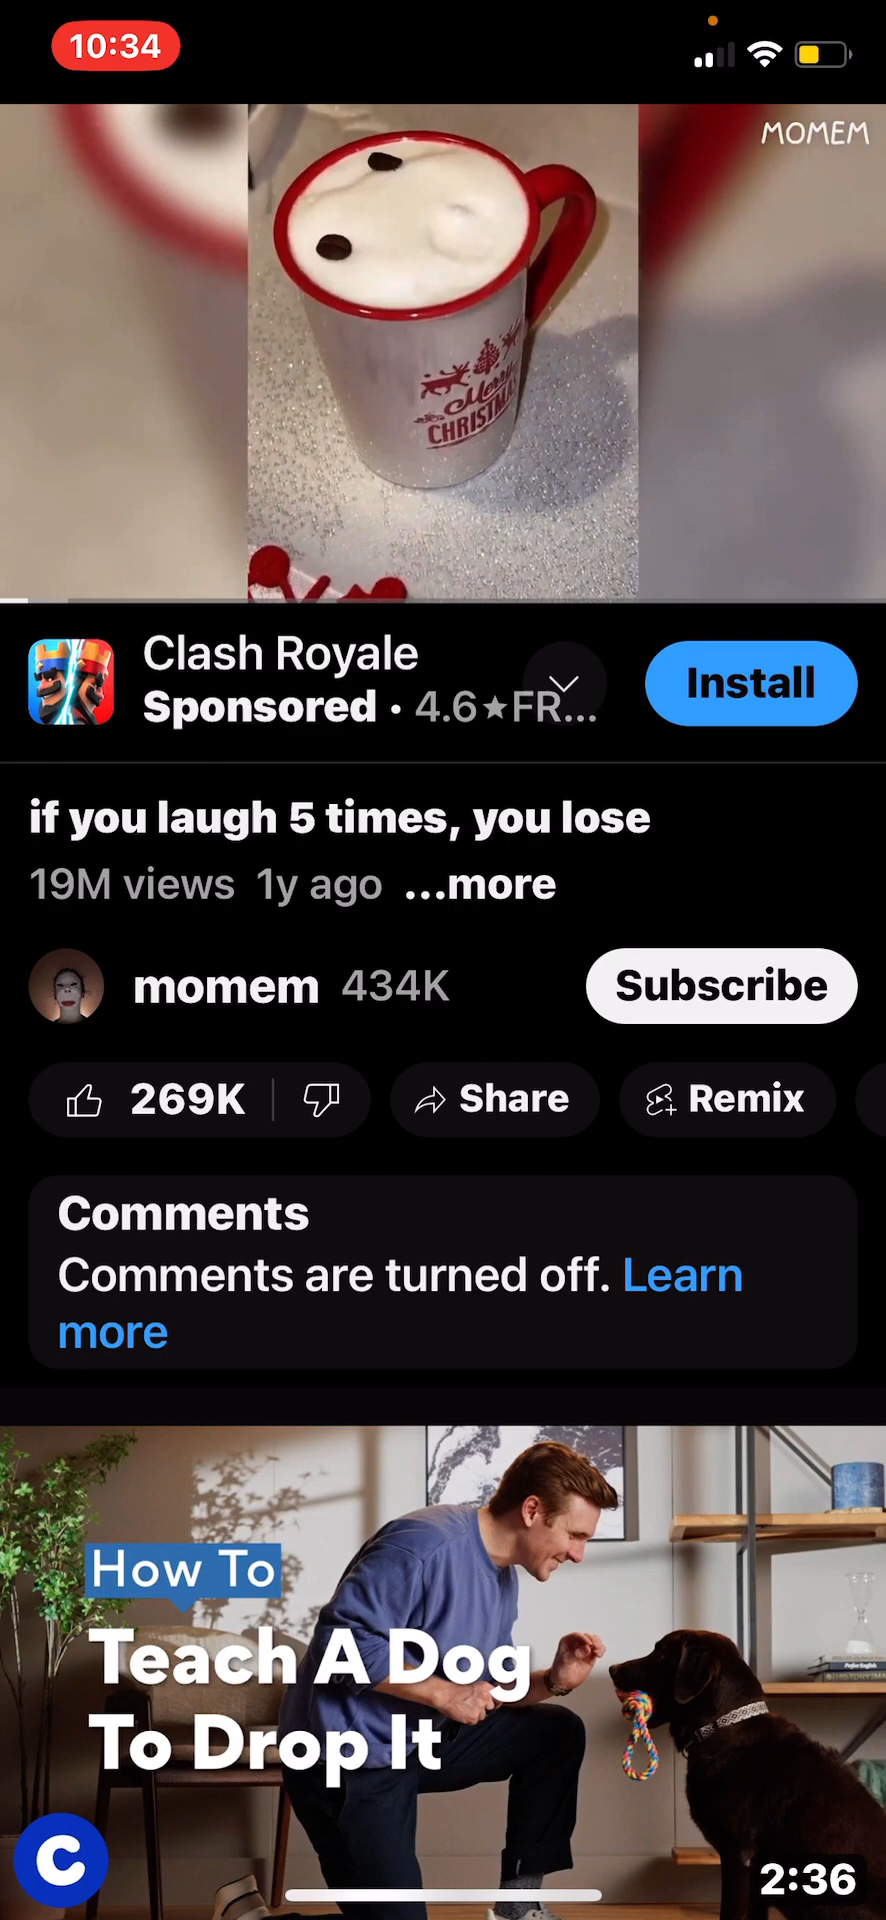 10:34
MOMEM
Merry
CHRISTMAS
Clash Royale
Sponsored • 4.6★FR...
Install
if you laugh 5 times, you lose
19M views 1y ago ...more
momem 434K
Subscribe
269K
Share
Remix
Comments
Comments are turned off. Learn
more
How To
Teach A Dog
To Drop It
C
2:36